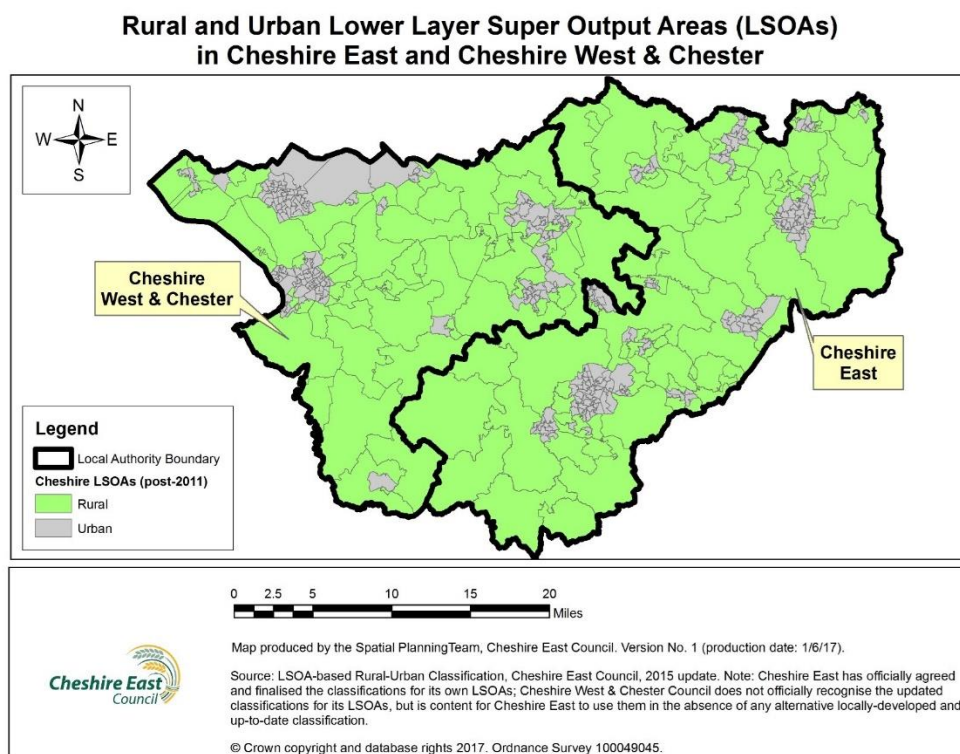 Rural and Urban Lower Layer Super Output Areas (LSOAs)
in Cheshire East and Cheshire West & Chester
N
W E
S
Cheshire
West & Chester
Cheshire
East
Legend
Local Authority Boundary
Cheshire LSOAs (post-2011)
Rural
Urban
0 2.5 5 10 15 20
Miles
Cheshire East
Council
Map produced by the Spatial PlanningTeam, Cheshire East Council. Version No. 1 (production date: 1/6/17).
Source: LSOA-based Rural-Urban Classification, Cheshire East Council, 2015 update. Note: Cheshire East has officially agreed
and finalised the classifications for its own LSOAs; Cheshire West & Chester Council does not officially recognise the updated
classifications for its LSOAs, but is content for Cheshire East to use them in the absence of any alternative locally-developed and
up-to-date classification.
© Crown copyright and database rights 2017. Ordnance Survey 100049045.